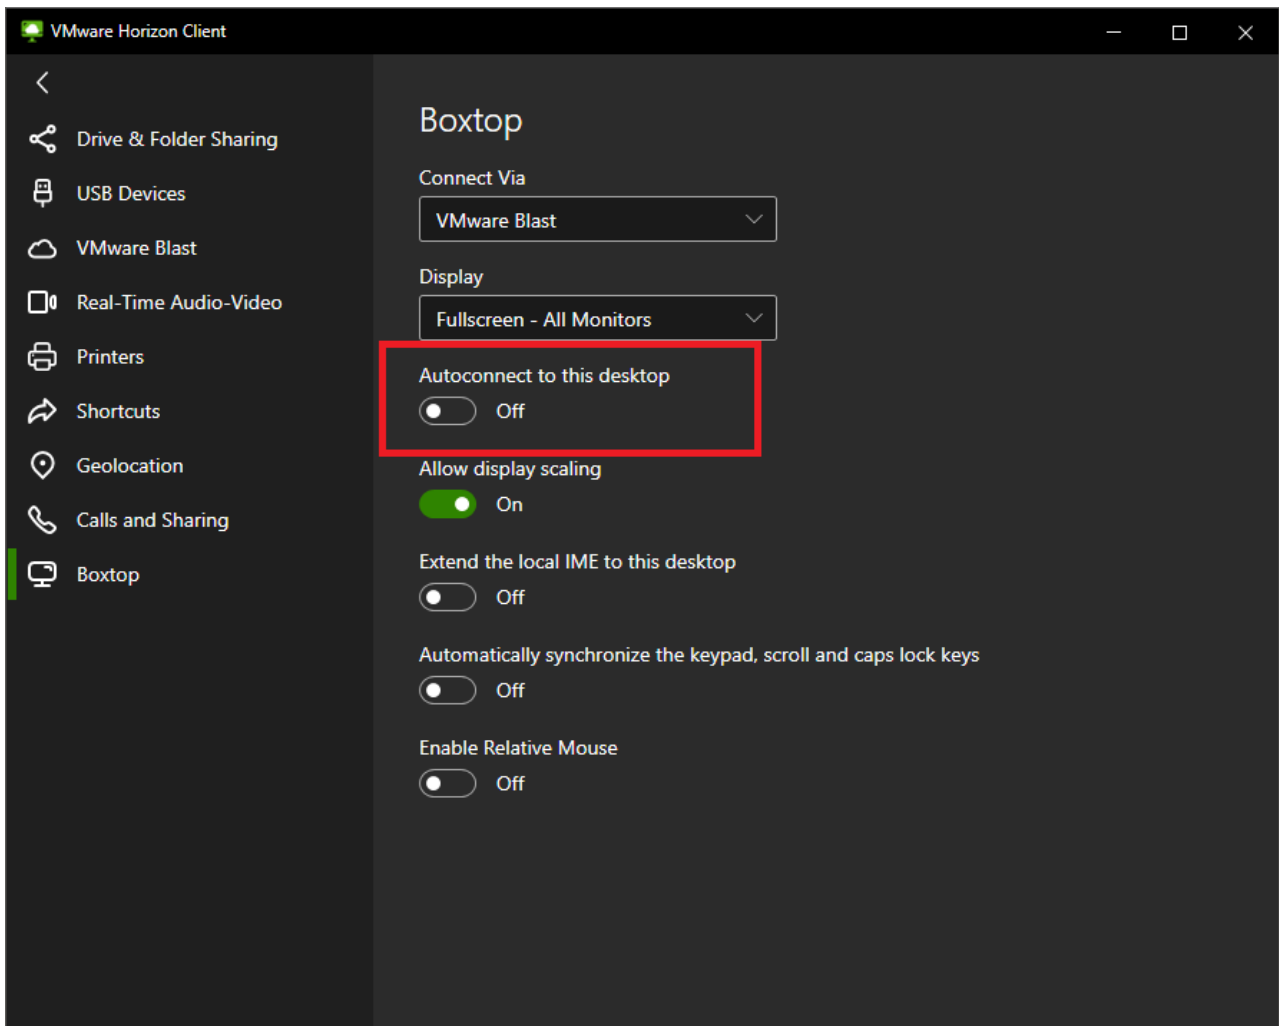 VMware Horizon Client
Drive & Folder Sharing
USB Devices
VMware Blast
Real-Time Audio-Video
Printers
Shortcuts
Geolocation
Calls and Sharing
Boxtop
Boxtop
Connect Via
VMware Blast
Display
Fullscreen - All Monitors
Autoconnect to this desktop
Off
Allow display scaling
On
Extend the local IME to this desktop
Off
Automatically synchronize the keypad, scroll and caps lock keys
Off
Enable Relative Mouse
Off